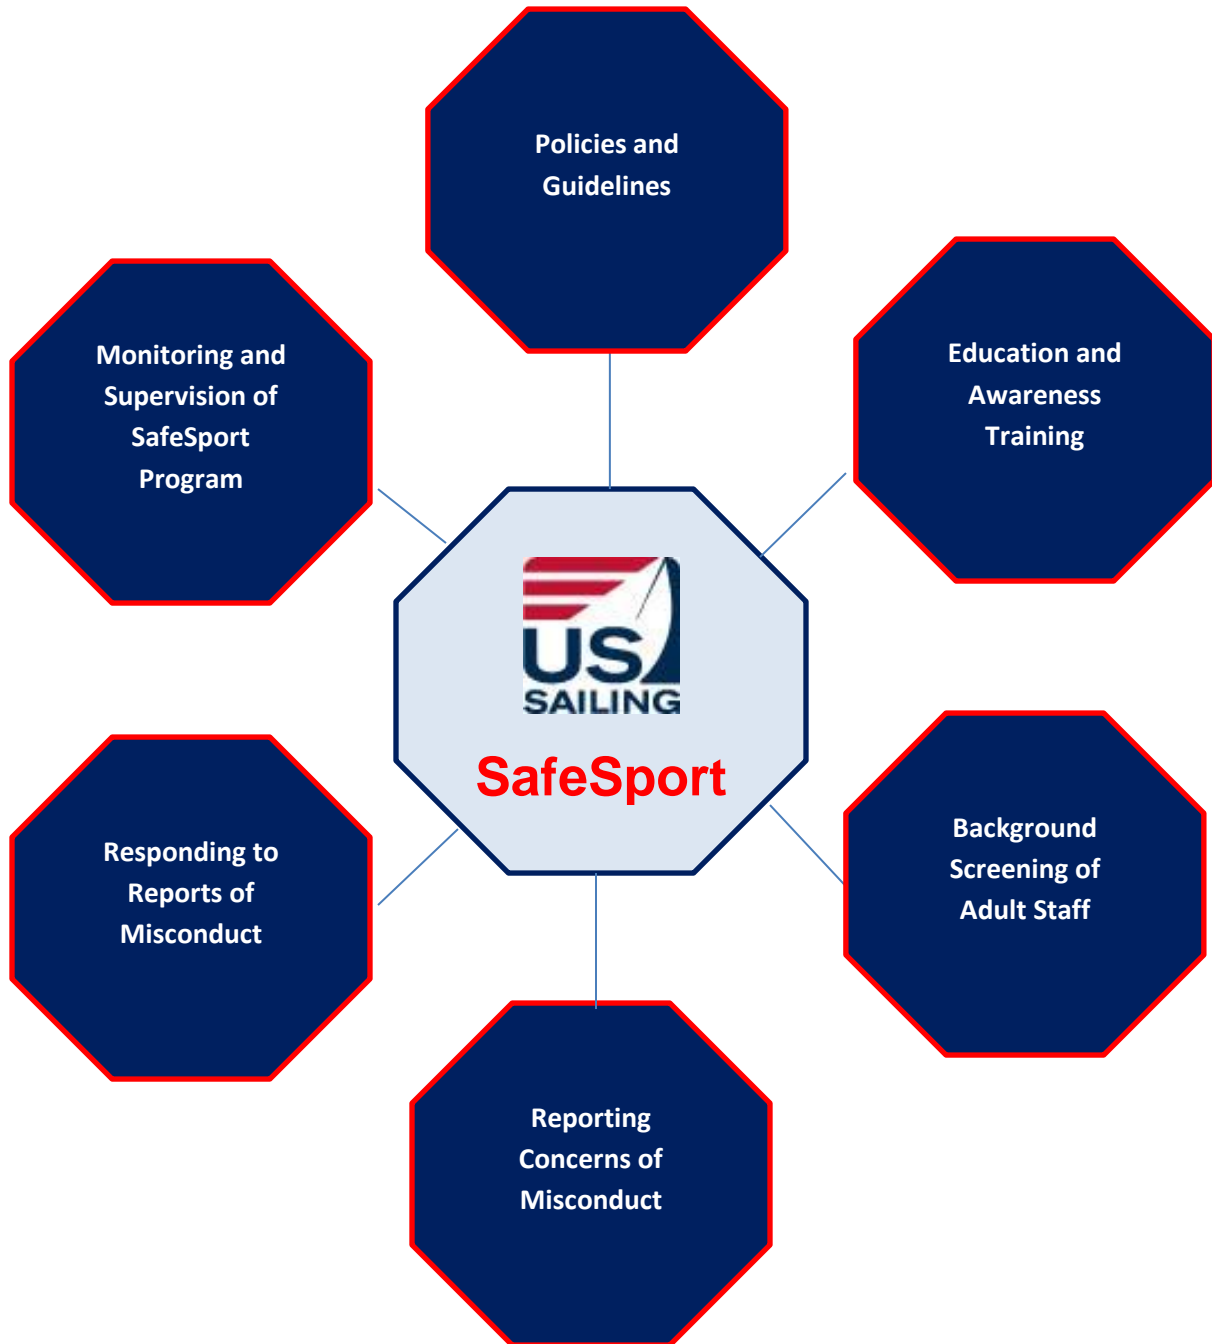 Policies and
Guidelines
Education and
Awareness
Training
Monitoring and
Supervision of
SafeSport
Program
US
SAILING
SafeSport
Background
Screening of
Adult Staff
Responding to
Reports of
Misconduct
Reporting
Concerns of
Misconduct